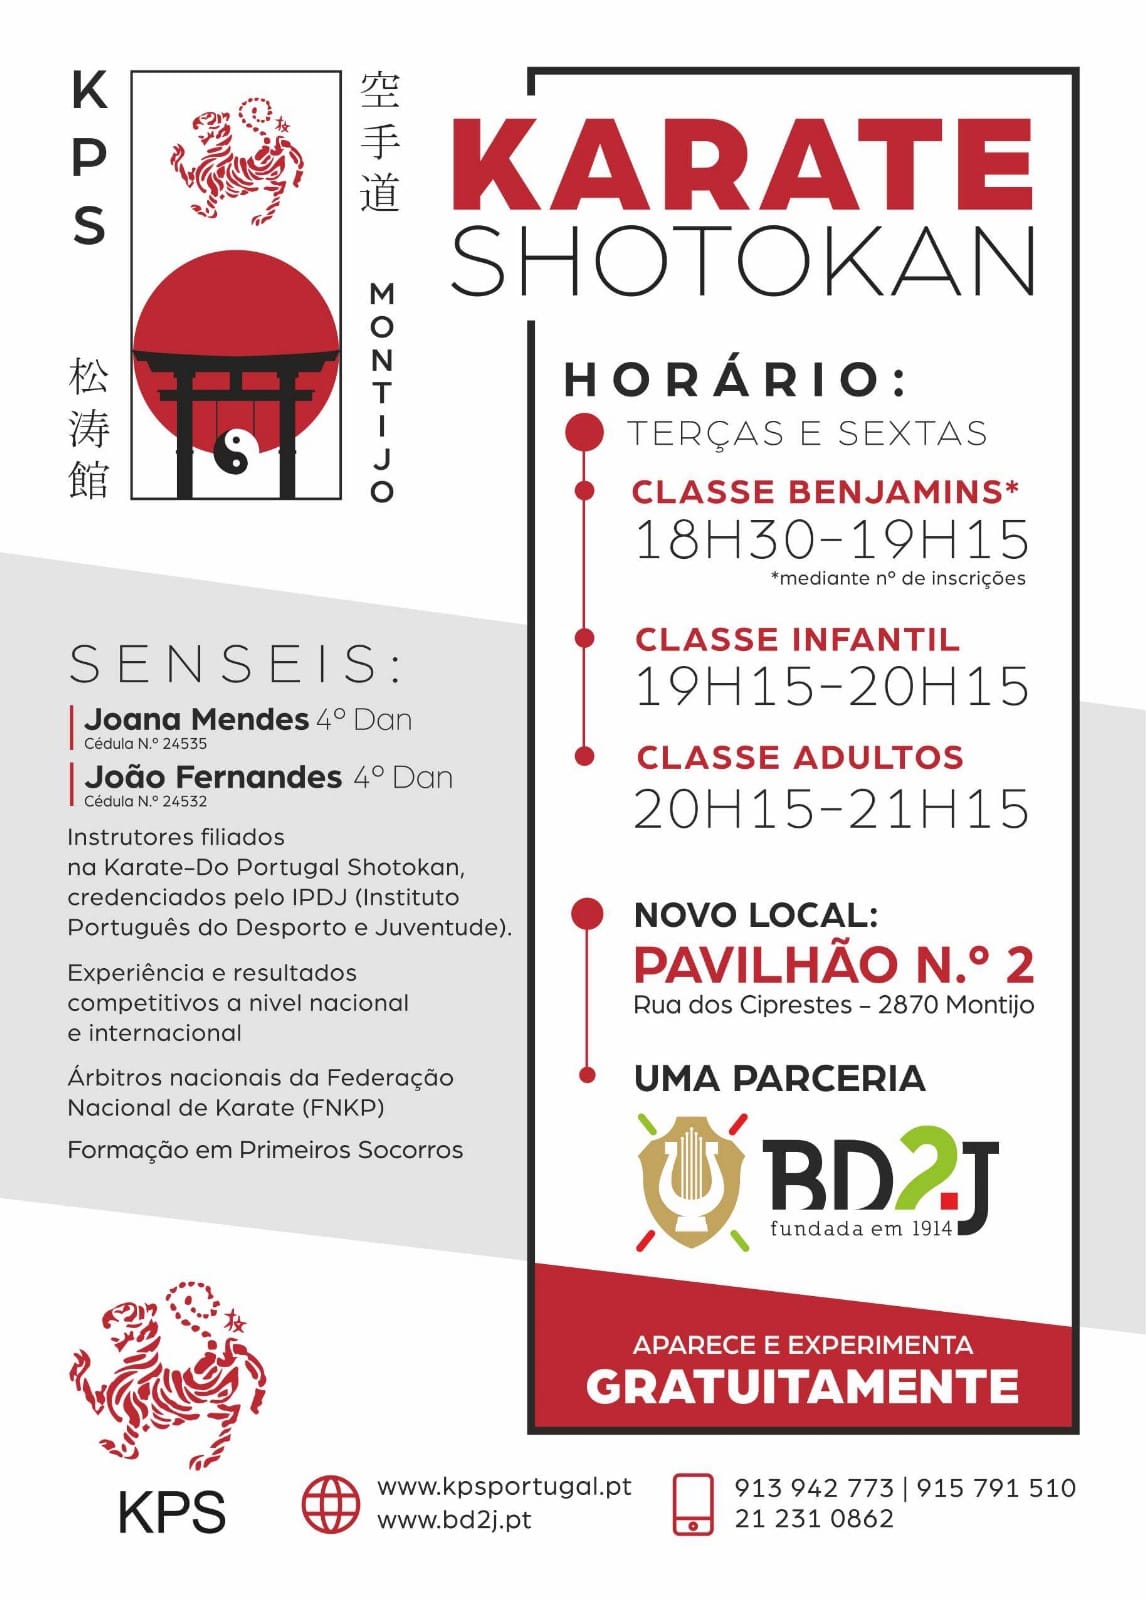 KPS
空手道
松涛館
MONTIJO
KARATE
SHOTOKAN
HORÁRIO:
TERÇAS E SEXTAS
CLASSE BENJAMINS*
18H30-19H15
*mediante nº de inscrições
CLASSE INFANTIL
19H15-20H15
CLASSE ADULTOS
20H15-21H15
NOVO LOCAL:
PAVILHÃO N.º 2
Rua dos Ciprestes - 2870 Montijo
UMA PARCERIA
BD2.J
fundada em 1914
APARECE E EXPERIMENTA
GRATUITAMENTE
SENSEIS:
Joana Mendes 4º Dan
Cédula N.º 24535
João Fernandes 4º Dan
Cédula N.º 24532
Instrutores filiados
na Karate-Do Portugal Shotokan,
credenciados pelo IPDJ (Instituto
Português do Desporto e Juventude).
Experiência e resultados
competitivos a nivel nacional
e internacional
Árbitros nacionais da Federação
Nacional de Karate (FNKP)
Formação em Primeiros Socorros
KPS
www.kpsportugal.pt
www.bd2j.pt
913 942 773 | 915 791 510
21 231 0862